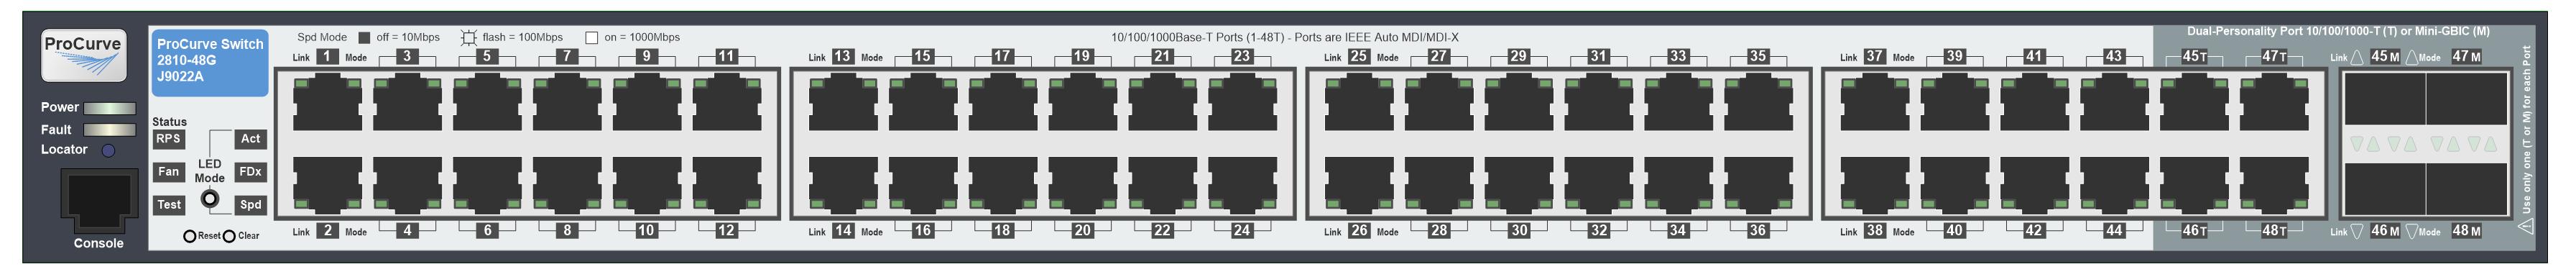 ProCurve
ProCurve Switch
2810-48G
J9022A
Power
Fault
Locator
Console
Status
RPS
Fan
Test
LED
Mode
Act
FDx
Spd
Reset Clear
Spd Mode off = 10Mbps flash = 100Mbps on = 1000Mbps
10/100/1000Base-T Ports (1-48T) - Ports are IEEE Auto MDI/MDI-X
Dual-Personality Port 10/100/1000-T (T) or Mini-GBIC (M)
Link 1 Mode 3 5 7 9 11
Link 13 Mode 15 17 19 21 23
Link 25 Mode 27 29 31 33 35
Link 37 Mode 39 41 43 45T 47T
Link 45 M Mode 47 M
Link 2 Mode 4 6 8 10 12
Link 14 Mode 16 18 20 22 24
Link 26 Mode 28 30 32 34 36
Link 38 Mode 40 42 44 46T 48T
Link 46 M Mode 48 M
Use only one (T or M) for each Port